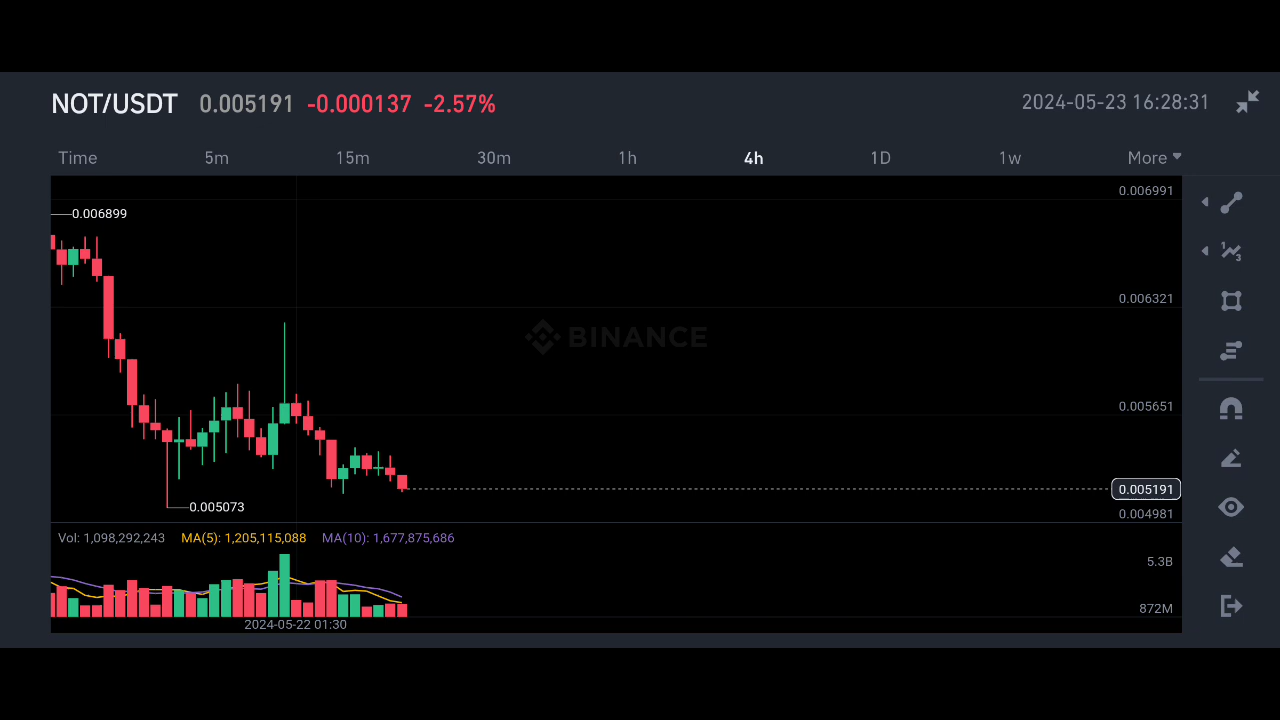 NOT/USDT 0.005191 -0.000137 -2.57% 2024-05-23 16:28:31
Time 5m 15m 30m 1h 4h 1D 1w More
0.006991
0.006899
0.006321
BINANCE
0.005651
0.005191
0.005073
0.004981
Vol: 1,098,292,243 MA(5): 1,205,115,088 MA(10): 1,677,875,686
5.3B
872M
2024-05-22 01:30